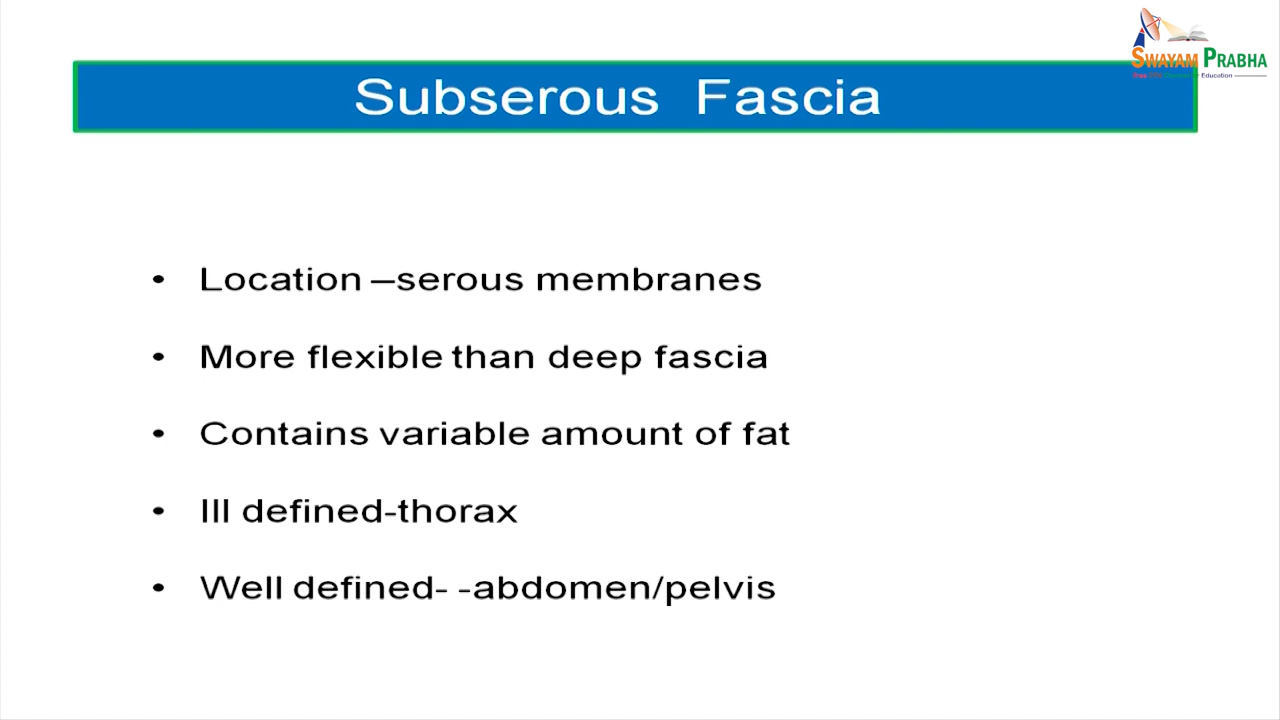 SWAYAM PRABHA
Subserous Fascia
• Location –serous membranes
• More flexible than deep fascia
• Contains variable amount of fat
• Ill defined-thorax
• Well defined- -abdomen/pelvis